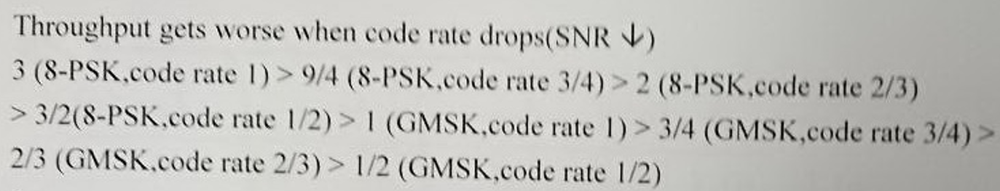 Throughput gets worse when code rate drops(SNR ↓)
3 (8-PSK,code rate 1) > 9/4 (8-PSK,code rate 3/4) > 2 (8-PSK,code rate 2/3)
> 3/2(8-PSK,code rate 1/2) > 1 (GMSK,code rate 1) > 3/4 (GMSK,code rate 3/4) >
2/3 (GMSK,code rate 2/3) > 1/2 (GMSK,code rate 1/2)